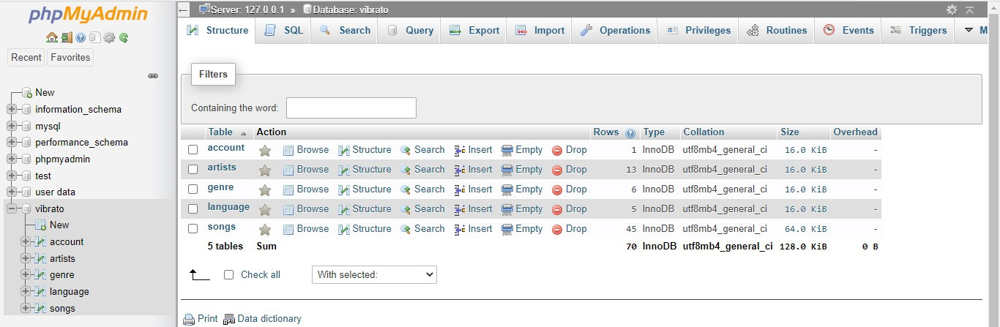 phpMyAdmin
Recent Favorites
New
information_schema
mysql
performance_schema
phpmyadmin
test
user data
vibrato
New
account
artists
genre
language
songs
Server: 127.0.0.1 » Database: vibrato
Structure SQL Search Query Export Import Operations Privileges Routines Events Triggers M
Filters
Containing the word:
Table Action Rows Type Collation Size Overhead
account Browse Structure Search Insert Empty Drop 1 InnoDB utf8mb4_general_ci 16.0 KiB -
artists Browse Structure Search Insert Empty Drop 13 InnoDB utf8mb4_general_ci 16.0 KiB -
genre Browse Structure Search Insert Empty Drop 6 InnoDB utf8mb4_general_ci 16.0 KiB -
language Browse Structure Search Insert Empty Drop 5 InnoDB utf8mb4_general_ci 16.0 KiB -
songs Browse Structure Search Insert Empty Drop 45 InnoDB utf8mb4_general_ci 64.0 KiB -
5 tables Sum 70 InnoDB utf8mb4_general_ci 128.0 KiB 0 B
Check all With selected:
Print Data dictionary